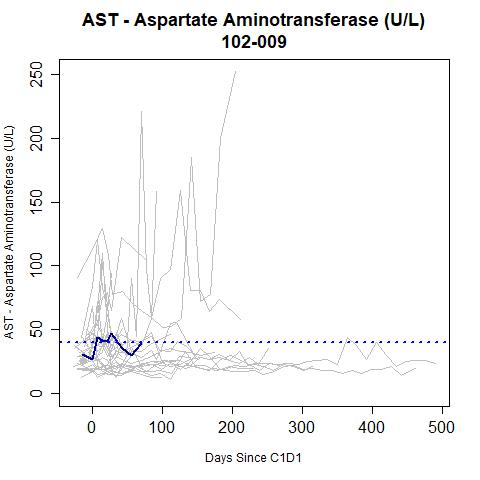 AST - Aspartate Aminotransferase (U/L)
102-009
AST - Aspartate Aminotransferase (U/L)
250
200
150
100
50
0
0 100 200 300 400 500
Days Since C1D1